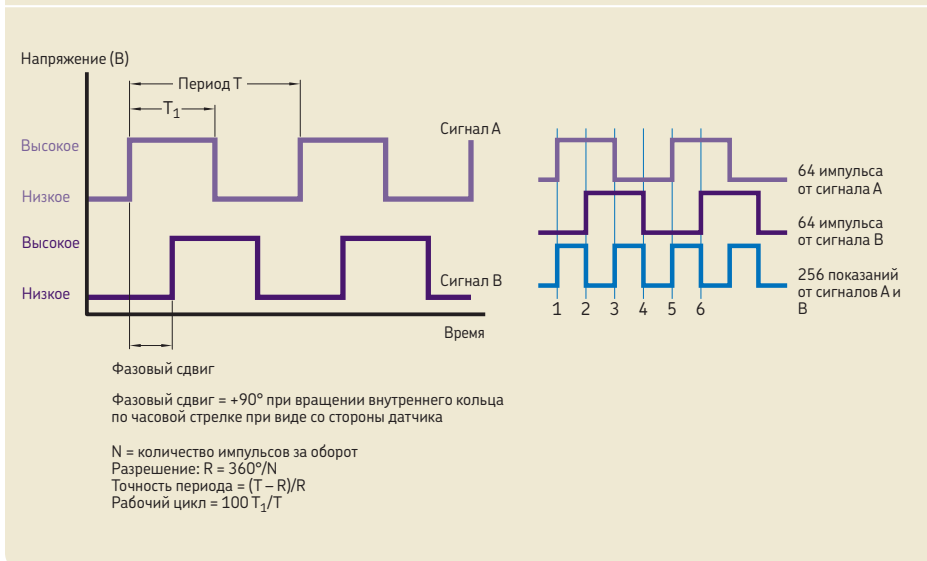 Напряжение (В)
Период T
T1
Высокое
Низкое
Сигнал A
Высокое
Низкое
Сигнал B
Время
Фазовый сдвиг
Фазовый сдвиг = +90° при вращении внутреннего кольца
по часовой стрелке при виде со стороны датчика
N = количество импульсов за оборот
Разрешение: R = 360°/N
Точность периода = (T – R)/R
Рабочий цикл = 100 T1/T
64 импульса
от сигнала A
64 импульса
от сигнала B
256 показаний
от сигналов A и
B
1 2 3 4 5 6